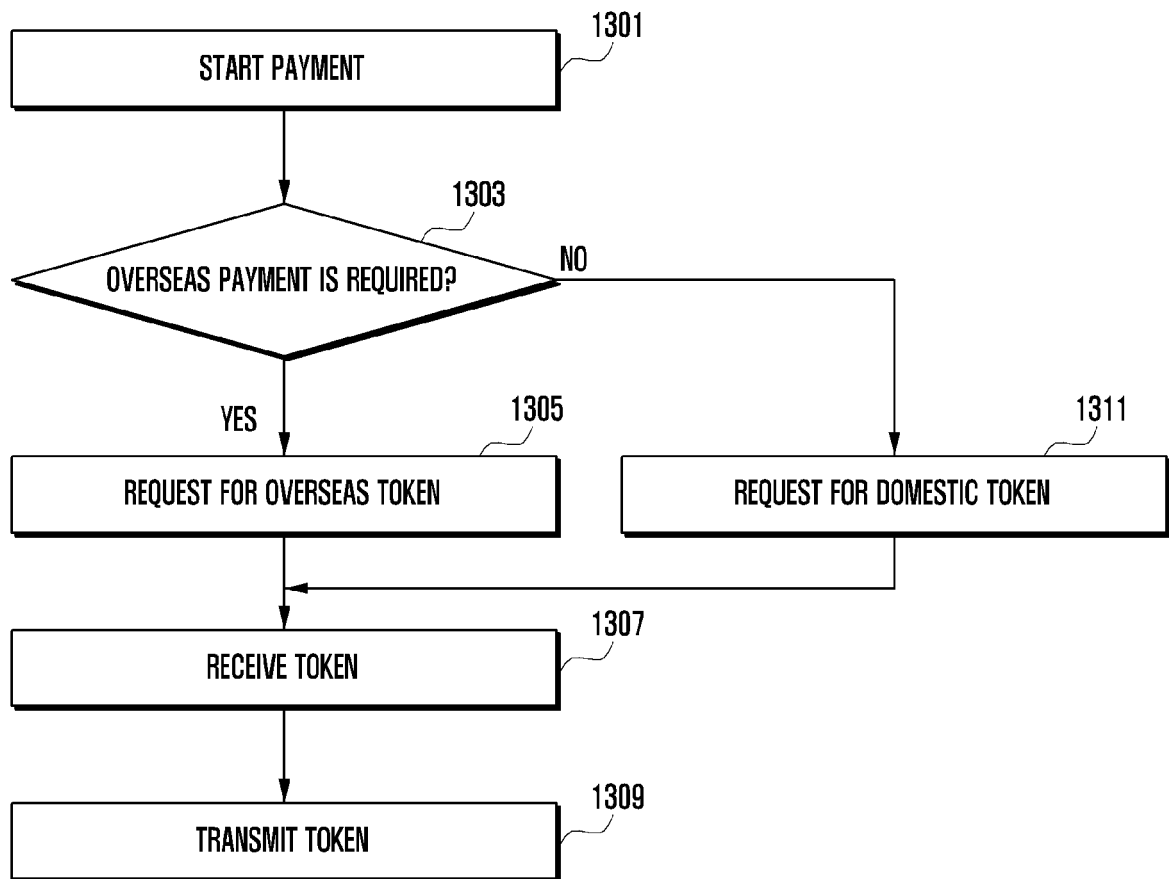 1301
START PAYMENT
1303
OVERSEAS PAYMENT IS REQUIRED?
NO
YES
1305
1311
REQUEST FOR OVERSEAS TOKEN
REQUEST FOR DOMESTIC TOKEN
1307
RECEIVE TOKEN
1309
TRANSMIT TOKEN